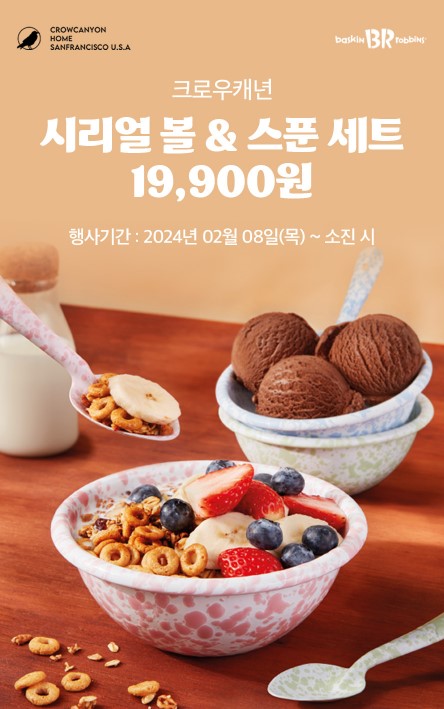 CROWCANYON
HOME
SANFRANCISCO U.S.A
baskin BR robbins
크로우캐년
시리얼 볼 & 스푼 세트
19,900원
행사기간 : 2024년 02월 08일(목) ~ 소진 시